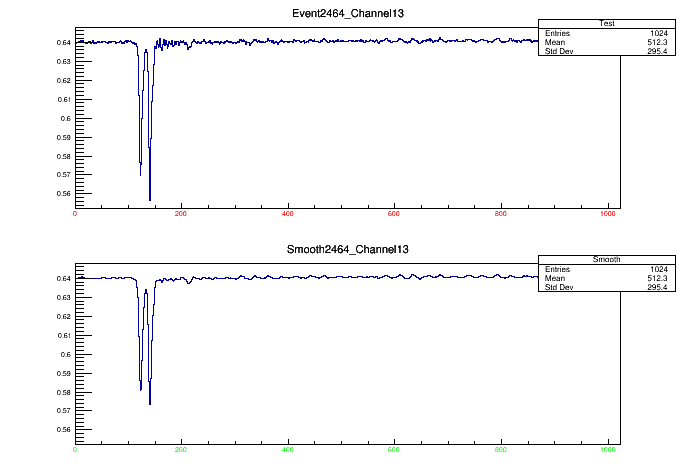 Event2464_Channel13
Test
Entries 1024
Mean 512.3
Std Dev 295.4
0.64
0.63
0.62
0.61
0.6
0.59
0.58
0.57
0.56
0 200 400 600 800 1000
Smooth2464_Channel13
Smooth
Entries 1024
Mean 512.3
Std Dev 295.4
0.64
0.63
0.62
0.61
0.6
0.59
0.58
0.57
0.56
0 200 400 600 800 1000